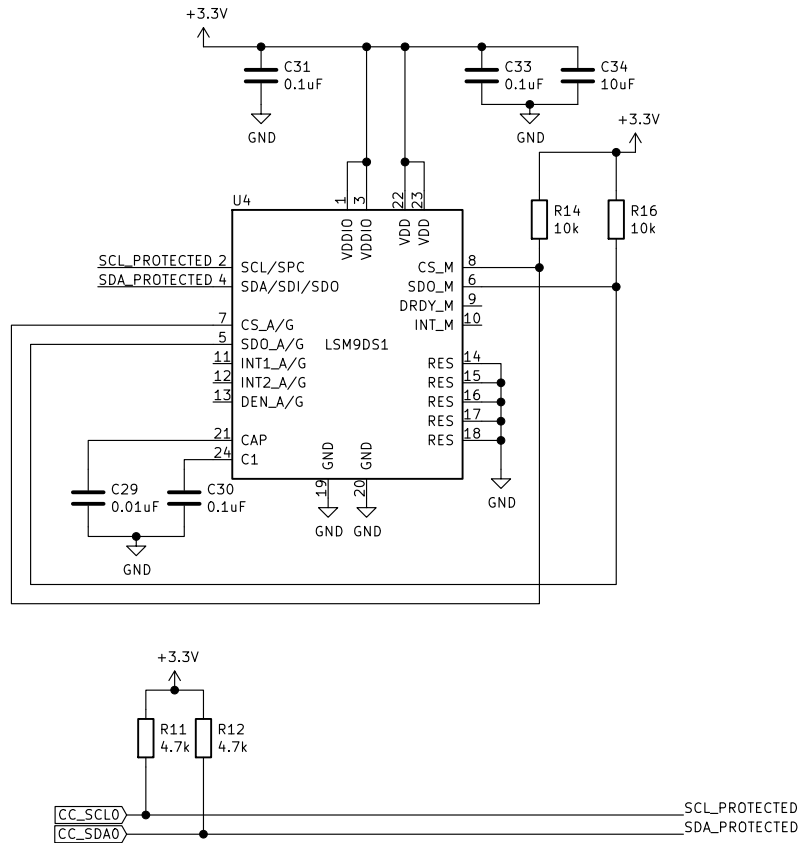 +3.3V
C31
0.1uF
GND
C33
0.1uF
C34
10uF
GND
+3.3V
R14
10k
R16
10k
U4
1
3
22
23
VDDIO
VDDIO
VDD
VDD
SCL_PROTECTED 2 SCL/SPC
SDA_PROTECTED 4 SDA/SDI/SDO
7 CS_A/G
5 SDO_A/G
11 INT1_A/G
12 INT2_A/G
13 DEN_A/G
21 CAP
24 C1
LSM9DS1
CS_M 8
SDO_M 6
DRDY_M 9
INT_M 10
RES 14
RES 15
RES 16
RES 17
RES 18
GND
GND
GND
19
20
GND
GND
C29
0.01uF
C30
0.1uF
GND
+3.3V
R11
4.7k
R12
4.7k
CC_SCL0
SCL_PROTECTED
CC_SDA0
SDA_PROTECTED